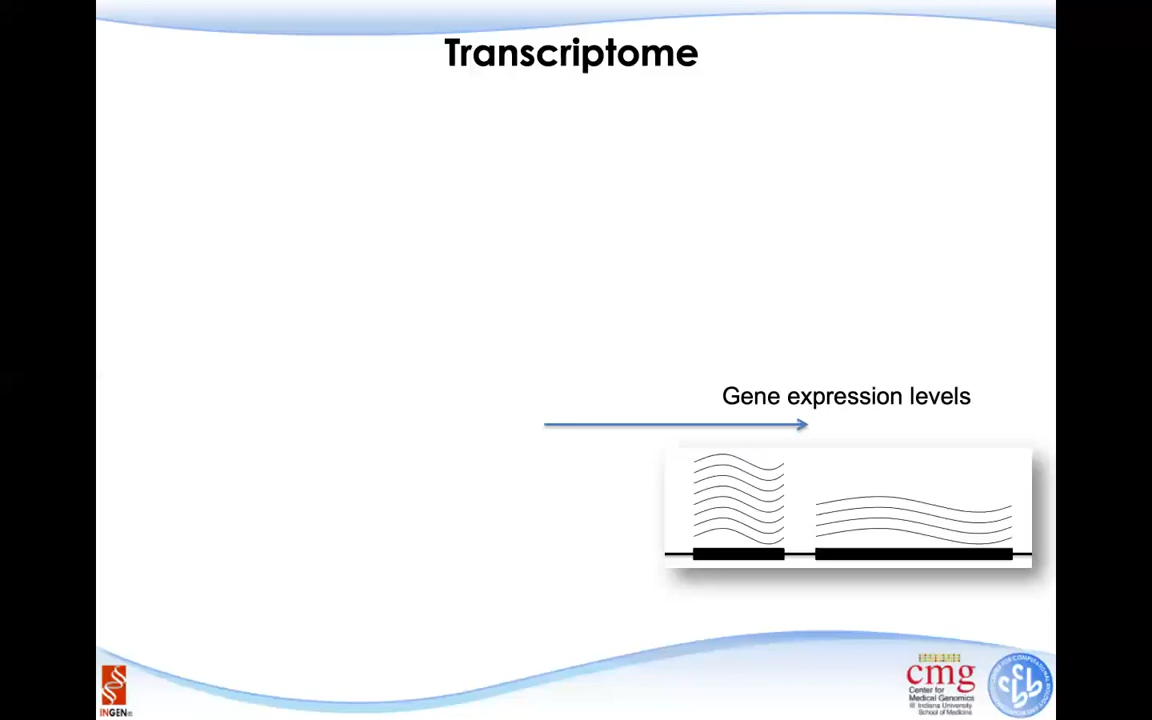 Transcriptome
Gene expression levels
INGEN
cmg
Center for
Medical Genomics
@ Indiana University
School of Medicine